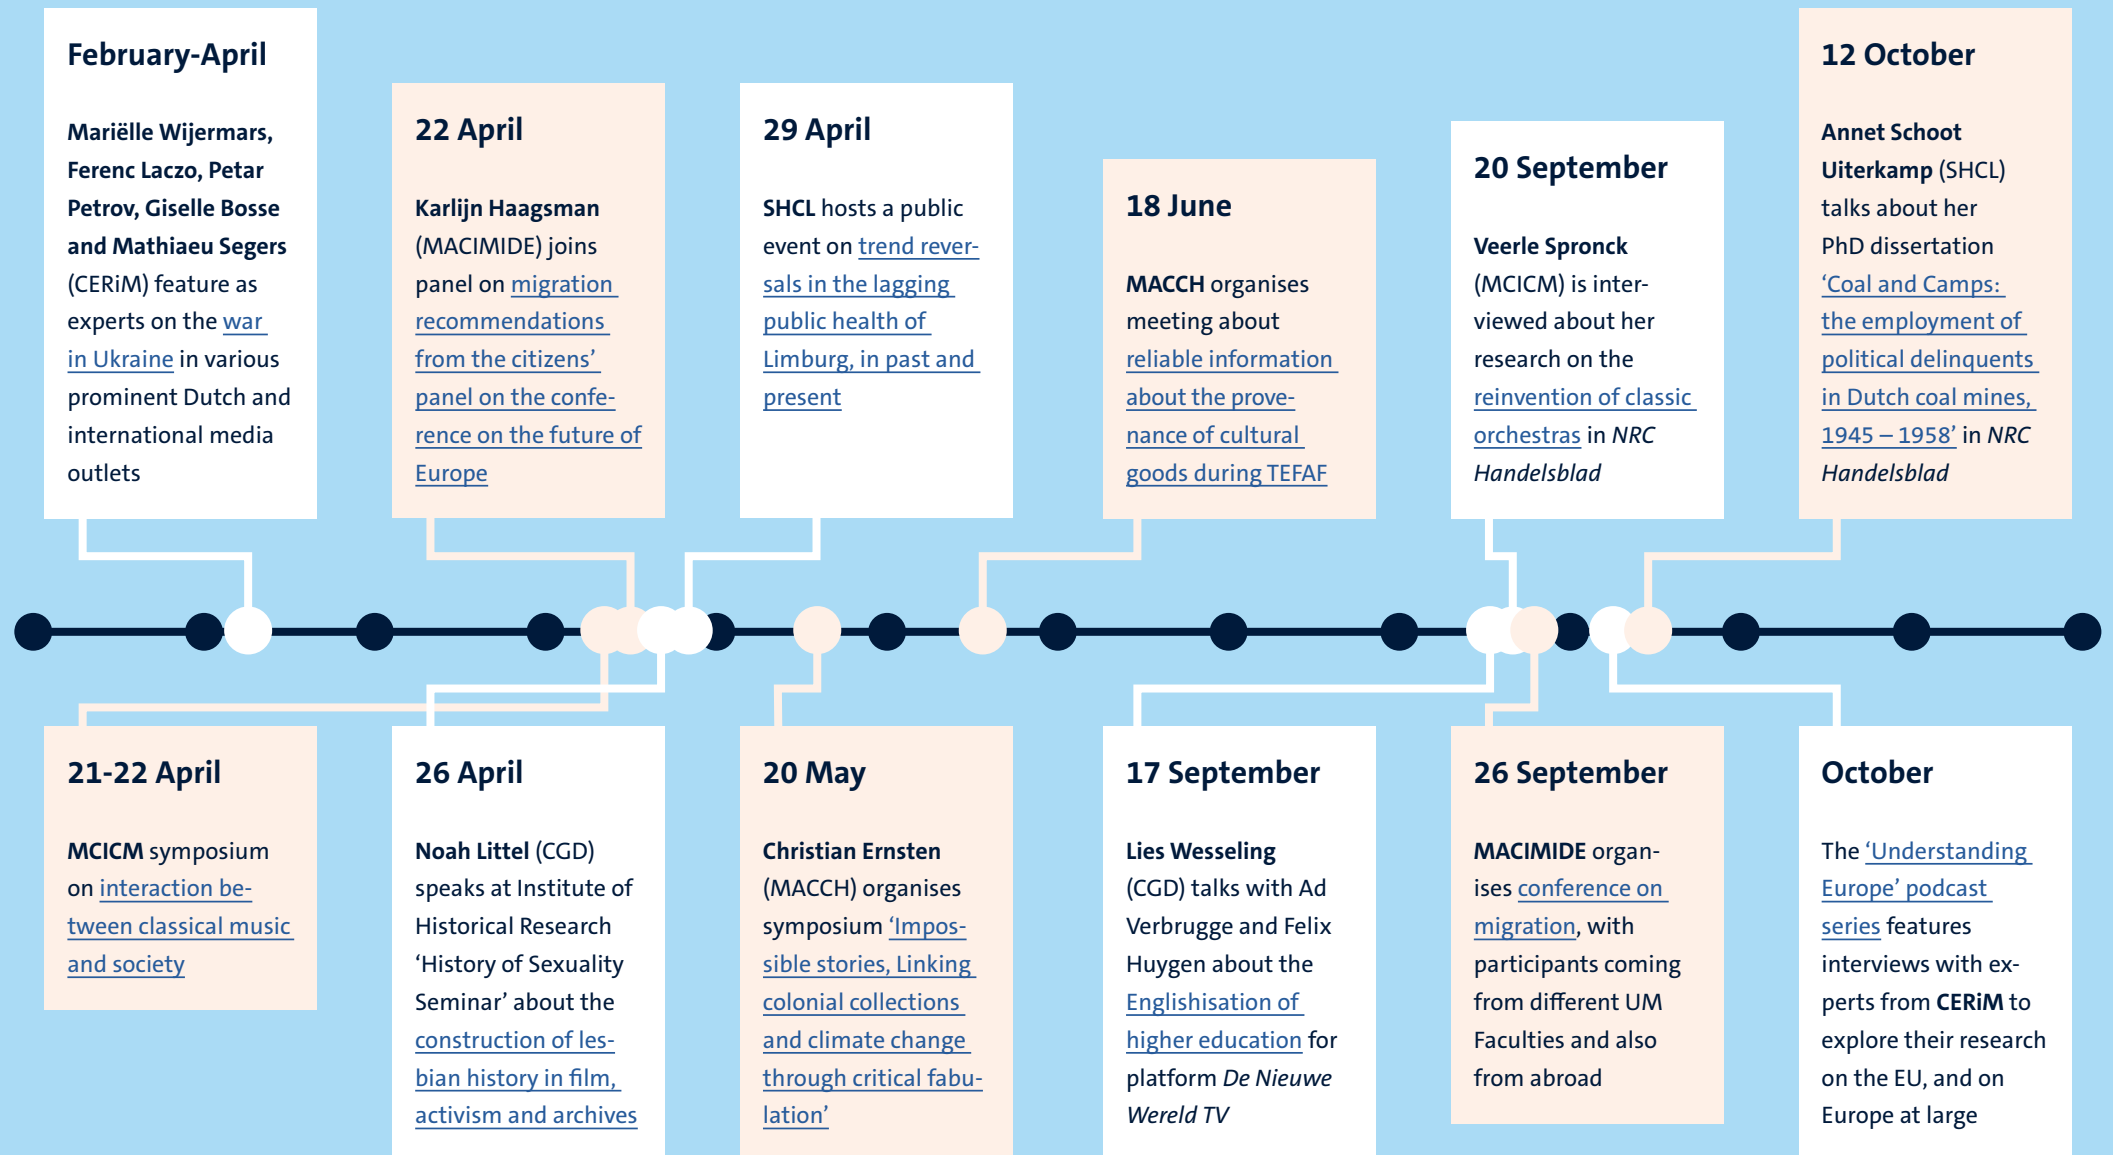 February-April
Mariëlle Wijermars,
Ferenc Laczo, Petar
Petrov, Giselle Bosse
and Mathiaeu Segers
(CERiM) feature as
experts on the war
in Ukraine in various
prominent Dutch and
international media
outlets
22 April
Karlijn Haagsman
(MACIMIDE) joins
panel on migration
recommendations
from the citizens’
panel on the confe-
rence on the future of
Europe
29 April
SHCL hosts a public
event on trend rever-
sals in the lagging
public health of
Limburg, in past and
present
18 June
MACCH organises
meeting about
reliable information
about the prove-
nance of cultural
goods during TEFAF
20 September
Veerle Spronck
(MCICM) is inter-
viewed about her
research on the
reinvention of classic
orchestras in NRC
Handelsblad
12 October
Annet Schoot
Uiterkamp (SHCL)
talks about her
PhD dissertation
‘Coal and Camps:
the employment of
political delinquents
in Dutch coal mines,
1945 – 1958’ in NRC
Handelsblad
21-22 April
MCICM symposium
on interaction be-
tween classical music
and society
26 April
Noah Littel (CGD)
speaks at Institute of
Historical Research
‘History of Sexuality
Seminar’ about the
construction of les-
bian history in film,
activism and archives
20 May
Christian Ernsten
(MACCH) organises
symposium ‘Impos-
sible stories, Linking
colonial collections
and climate change
through critical fabu-
lation’
17 September
Lies Wesseling
(CGD) talks with Ad
Verbrugge and Felix
Huygen about the
Englishisation of
higher education for
platform De Nieuwe
Wereld TV
26 September
MACIMIDE organ-
ises conference on
migration, with
participants coming
from different UM
Faculties and also
from abroad
October
The ‘Understanding
Europe’ podcast
series features
interviews with ex-
perts from CERiM to
explore their research
on the EU, and on
Europe at large